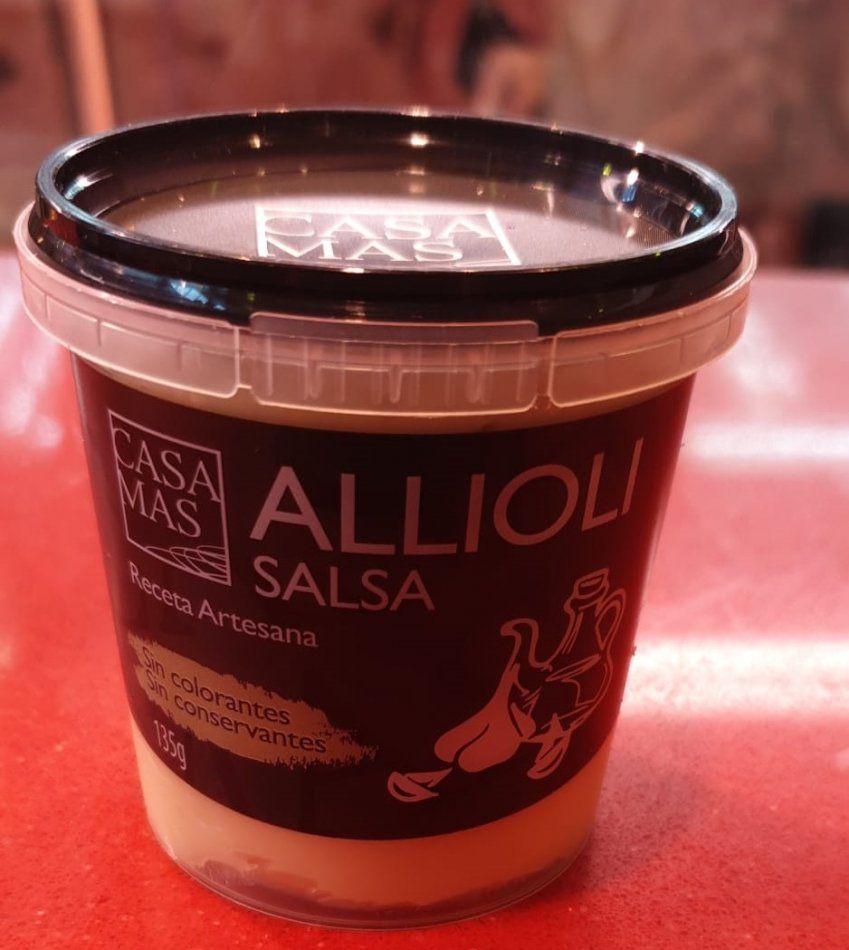 CASA
MAS
CASA
MAS
ALLIOLI
SALSA
Receta Artesana
Sin colorantes
Sin conservantes
135g